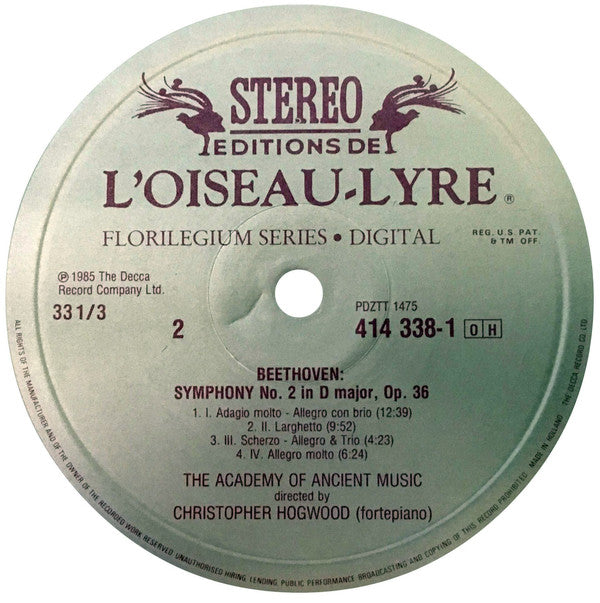 STEREO
EDITIONS DE
L'OISEAU-LYRE ®
FLORILEGIUM SERIES • DIGITAL
REG. U.S. PAT.
& TM OFF.
℗ 1985 The Decca
Record Company Ltd.
33 1/3
2
PDZTT 1475
414 338-1 O H
BEETHOVEN:
SYMPHONY No. 2 in D major, Op. 36
1. I. Adagio molto - Allegro con brio (12:39)
2. II. Larghetto (9:52)
3. III. Scherzo - Allegro & Trio (4:23)
4. IV. Allegro molto (6:24)
THE ACADEMY OF ANCIENT MUSIC
directed by
CHRISTOPHER HOGWOOD (fortepiano)
ALL RIGHTS OF THE MANUFACTURER AND OF THE OWNER OF THE RECORDED WORK RESERVED. UNAUTHORISED HIRING, LENDING, PUBLIC PERFORMANCE, BROADCASTING AND COPYING OF THIS RECORD PROHIBITED. MADE IN HOLLAND THE DECCA RECORD CO. LTD.